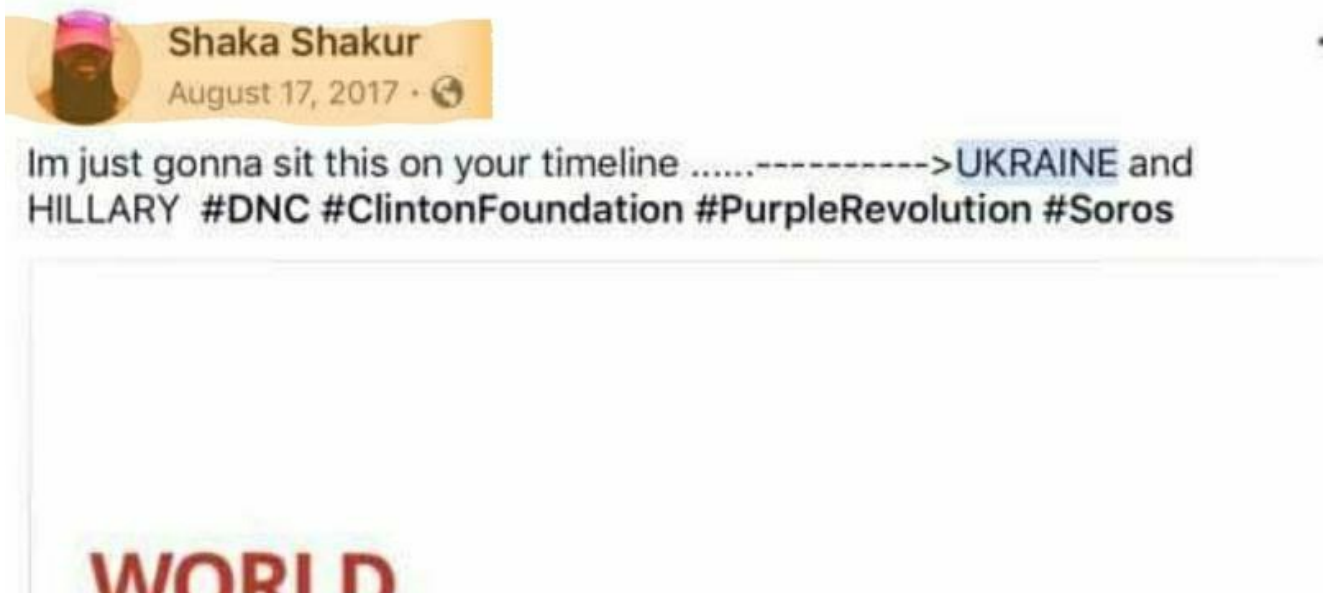 Shaka Shakur
August 17, 2017 ·
Im just gonna sit this on your timeline ......---------->UKRAINE and
HILLARY #DNC #ClintonFoundation #PurpleRevolution #Soros
WORLD